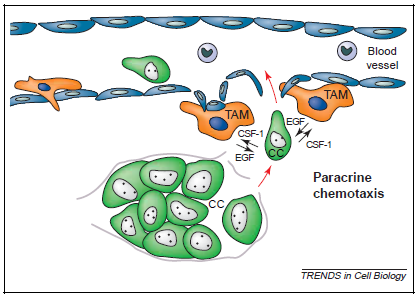 Blood
vessel
TAM
TAM
CSF-1
EGF
EGF
CSF-1
CC
CC
Paracrine
chemotaxis
TRENDS in Cell Biology